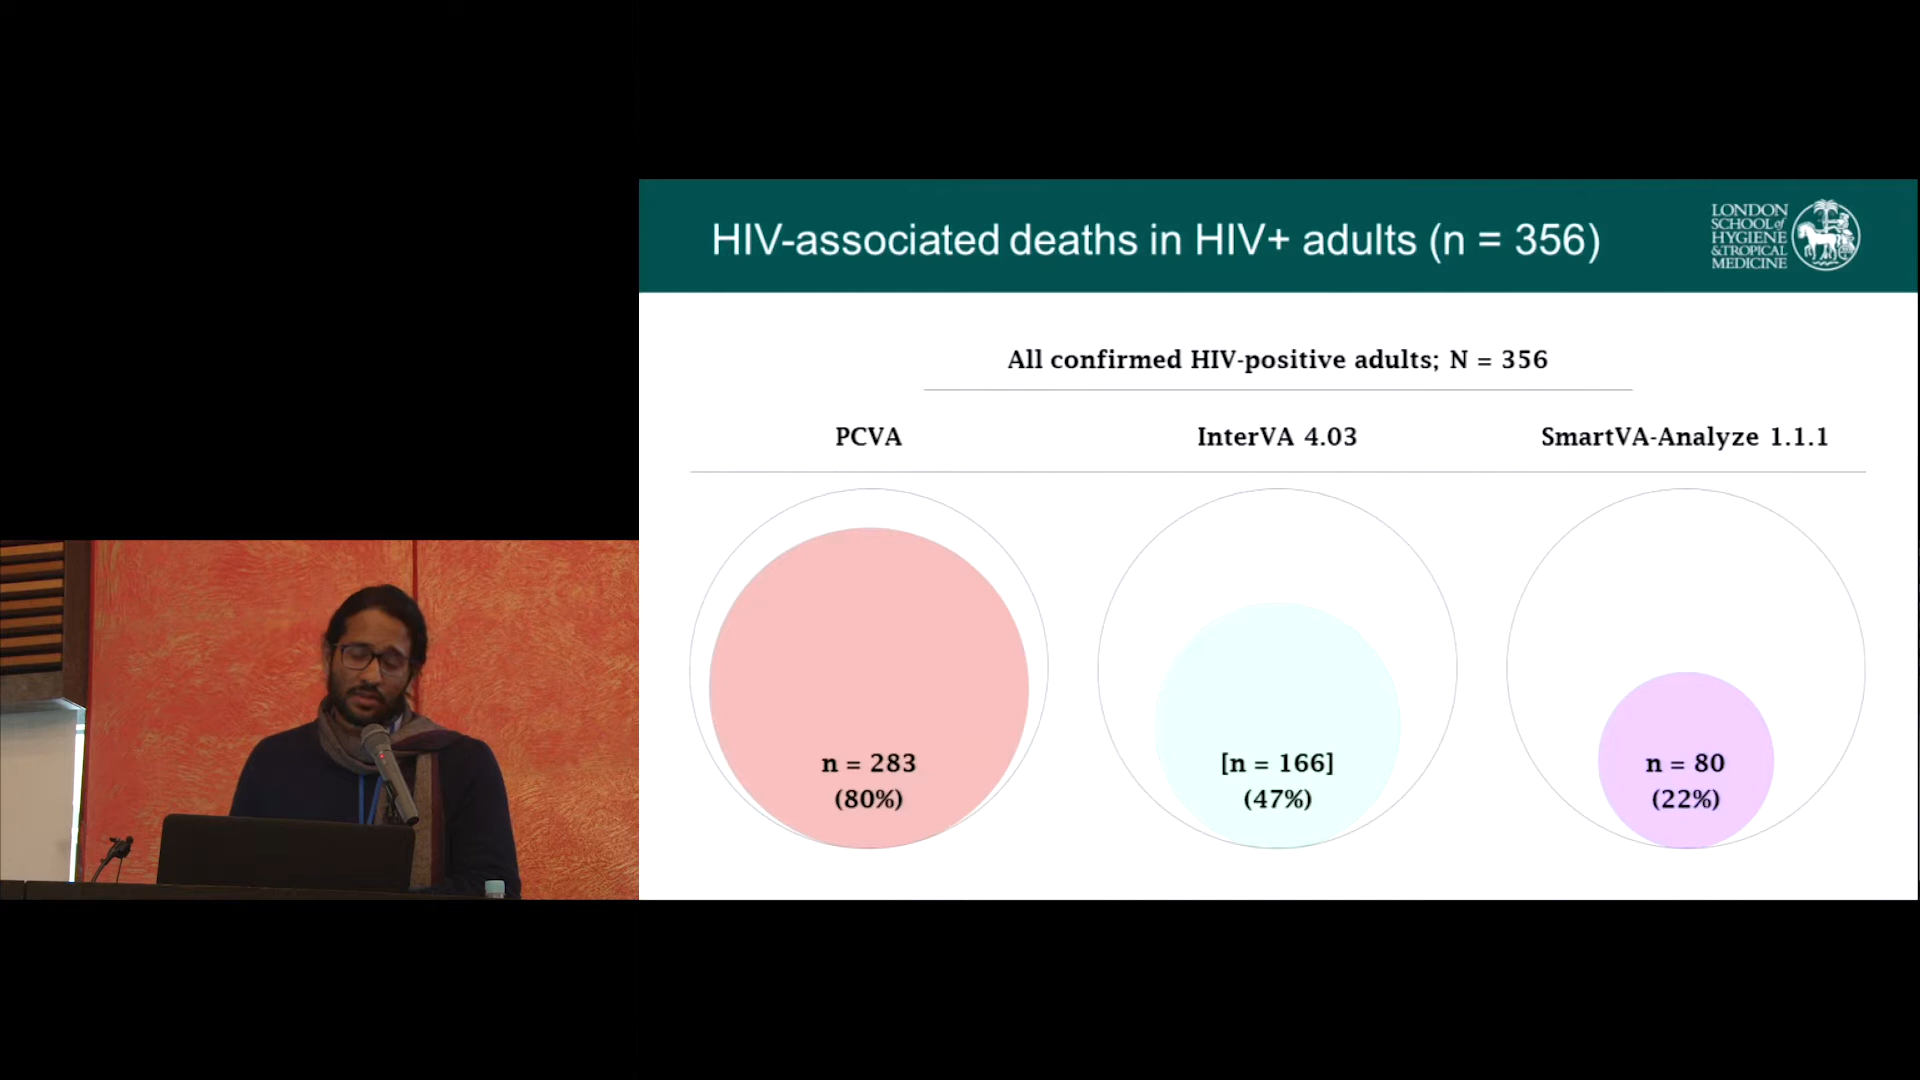 HIV-associated deaths in HIV+ adults (n = 356)
LONDON
SCHOOL of
HYGIENE
&TROPICAL
MEDICINE
All confirmed HIV-positive adults; N = 356
PCVA
InterVA 4.03
SmartVA-Analyze 1.1.1
n = 283
(80%)
[n = 166]
(47%)
n = 80
(22%)